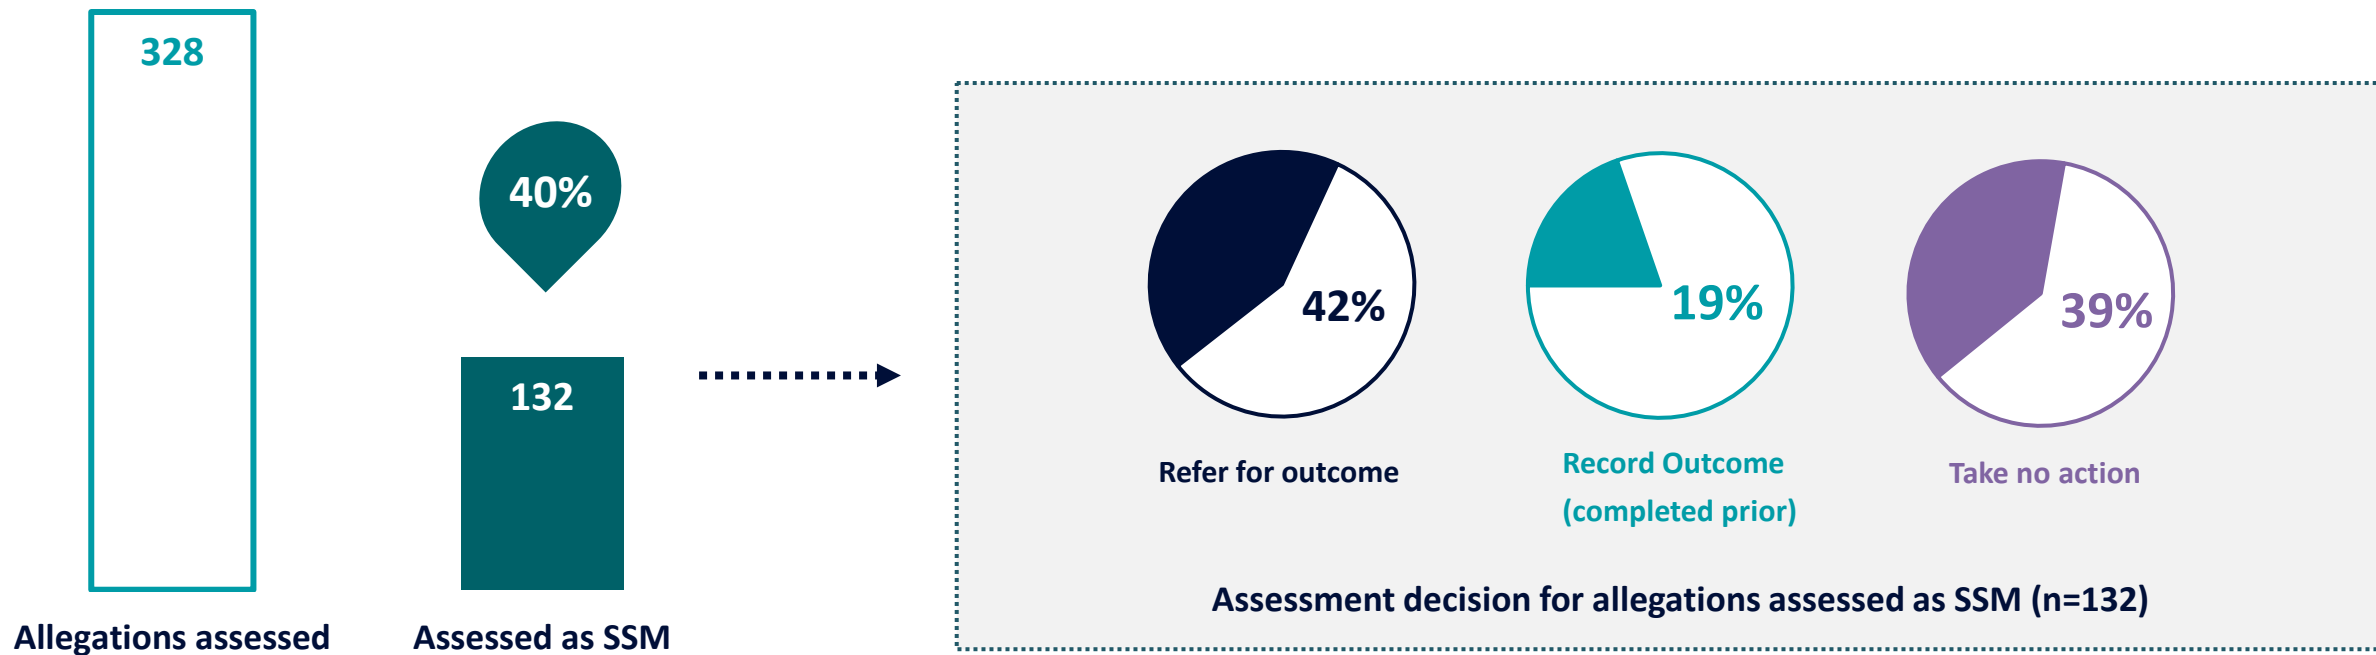 328
Allegations assessed
40%
132
Assessed as SSM
42%
Refer for outcome
19%
Record Outcome
(completed prior)
39%
Take no action
Assessment decision for allegations assessed as SSM (n=132)